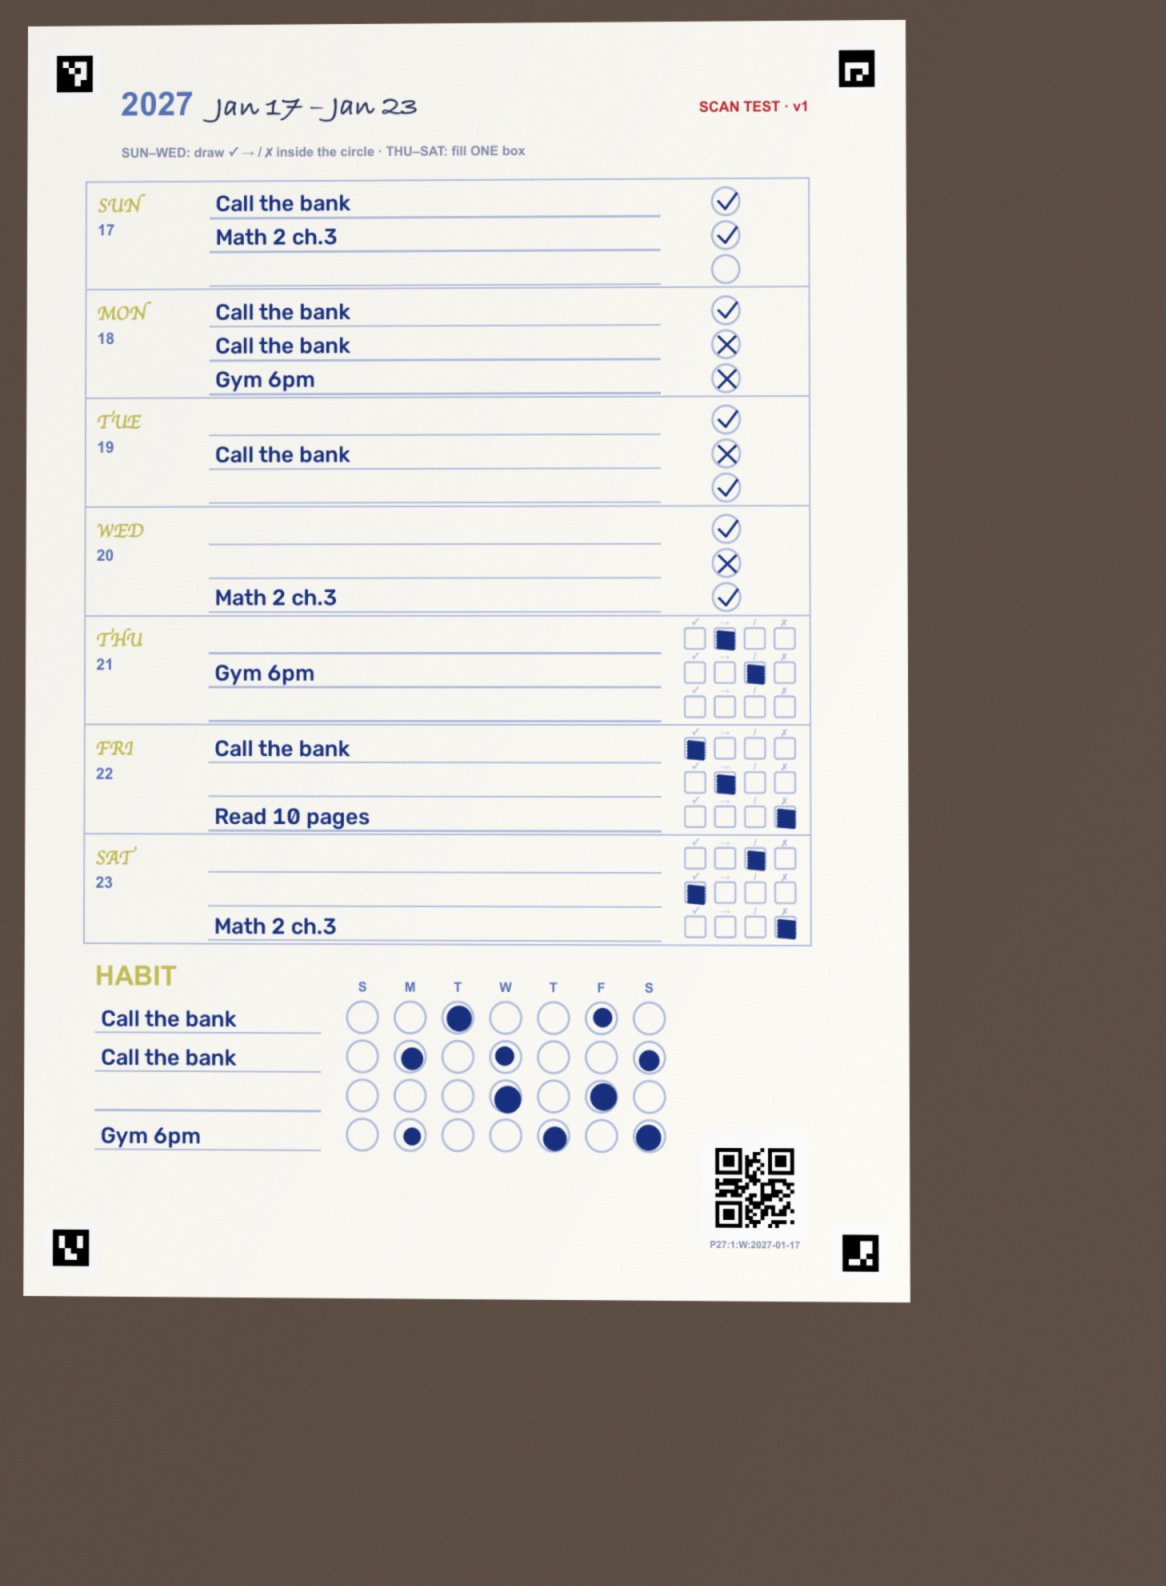 2027 Jan 17 – Jan 23
SCAN TEST · v1
SUN–WED: draw ✓ → / ✗ inside the circle · THU–SAT: fill ONE box
SUN
17
Call the bank ✓
Math 2 ch.3 ✓
MON
18
Call the bank ✓
Call the bank ✗
Gym 6pm ✗
TUE
19
✓
Call the bank ✗
✓
WED
20
✓
✗
Math 2 ch.3 ✓
THU
21
✓ → / ✗
Gym 6pm
✓ → / ✗
✓ → / ✗
FRI
22
✓ → / ✗
Call the bank
✓ → / ✗
✓ → / ✗
Read 10 pages
SAT
23
✓ → / ✗
✓ → / ✗
✓ → / ✗
Math 2 ch.3
HABIT
S M T W T F S
Call the bank
Call the bank
Gym 6pm
P27:1:W:2027-01-17